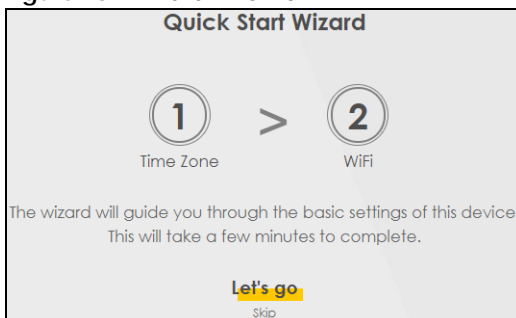 Quick Start Wizard
1 > 2
Time Zone WiFi
The wizard will guide you through the basic settings of this device
This will take a few minutes to complete.
Let's go
Skip